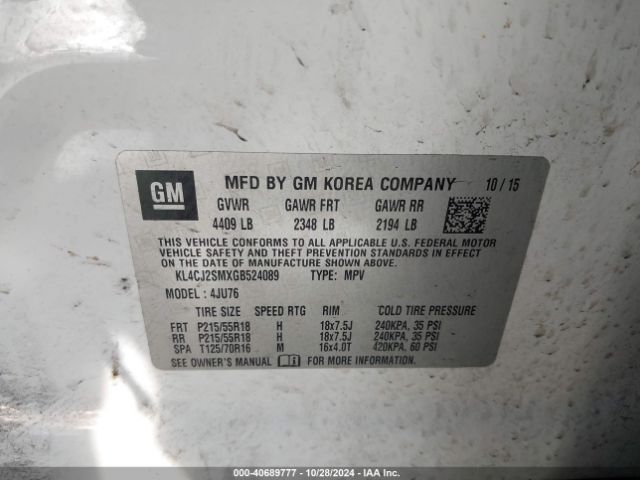 GM MFD BY GM KOREA COMPANY 10 / 15
GVWR GAWR FRT GAWR RR
4409 LB 2348 LB 2194 LB
THIS VEHICLE CONFORMS TO ALL APPLICABLE U.S. FEDERAL MOTOR
VEHICLE SAFETY AND THEFT PREVENTION STANDARDS IN EFFECT ON
THE DATE OF MANUFACTURE SHOWN ABOVE.
KL4CJ2SMXGB524089 TYPE: MPV
MODEL : 4JU76
TIRE SIZE SPEED RTG RIM COLD TIRE PRESSURE
FRT P215/55R18 H 18x7.5J 240KPA, 35 PSI
RR P215/55R18 H 18x7.5J 240KPA, 35 PSI
SPA T125/70R16 M 16x4.0T 420KPA, 60 PSI
SEE OWNER'S MANUAL FOR MORE INFORMATION
000-40689777 - 10/28/2024 - IAA Inc.